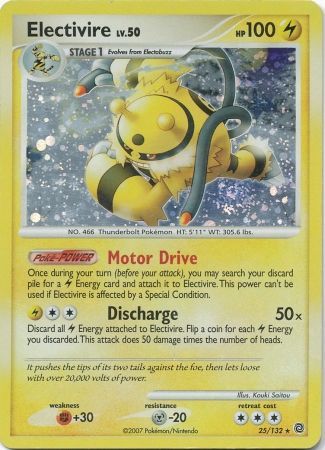 Electivire LV.50 HP 100
STAGE 1 Evolves from Electabuzz
NO. 466 Thunderbolt Pokémon HT: 5'11" WT: 305.6 lbs.
Poké-POWER Motor Drive
Once during your turn (before your attack), you may search your discard
pile for a Energy card and attach it to Electivire. This power can't be
used if Electivire is affected by a Special Condition.
Discharge 50x
Discard all Energy attached to Electivire. Flip a coin for each Energy
you discarded. This attack does 50 damage times the number of heads.
It pushes the tips of its two tails against the foe, then lets loose
with over 20,000 volts of power.
Illus. Kouki Saitou
weakness resistance retreat cost
+30 -20
©2007 Pokémon/Nintendo 25/132 ★